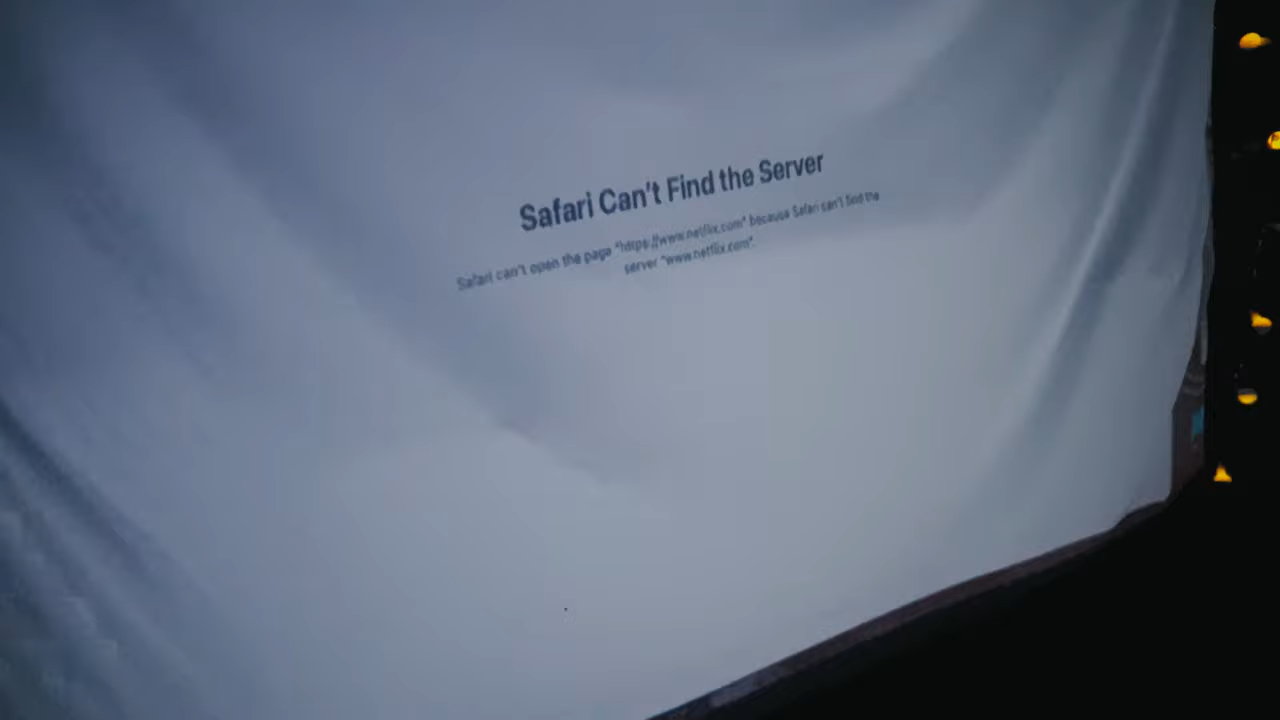 Safari Can't Find the Server
Safari can't open the page "https://www.netflix.com" because Safari can't find the
server "www.netflix.com".